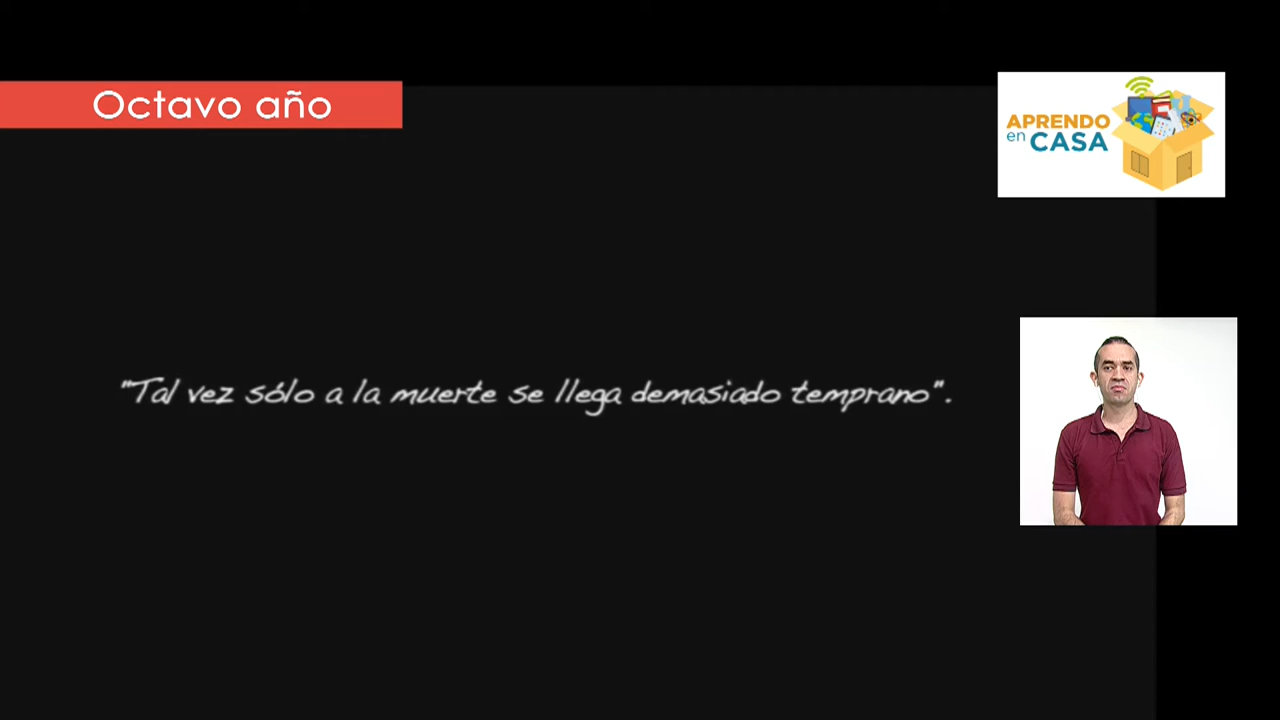 Octavo año
APRENDO
en CASA
"Tal vez sólo a la muerte se llega demasiado temprano".